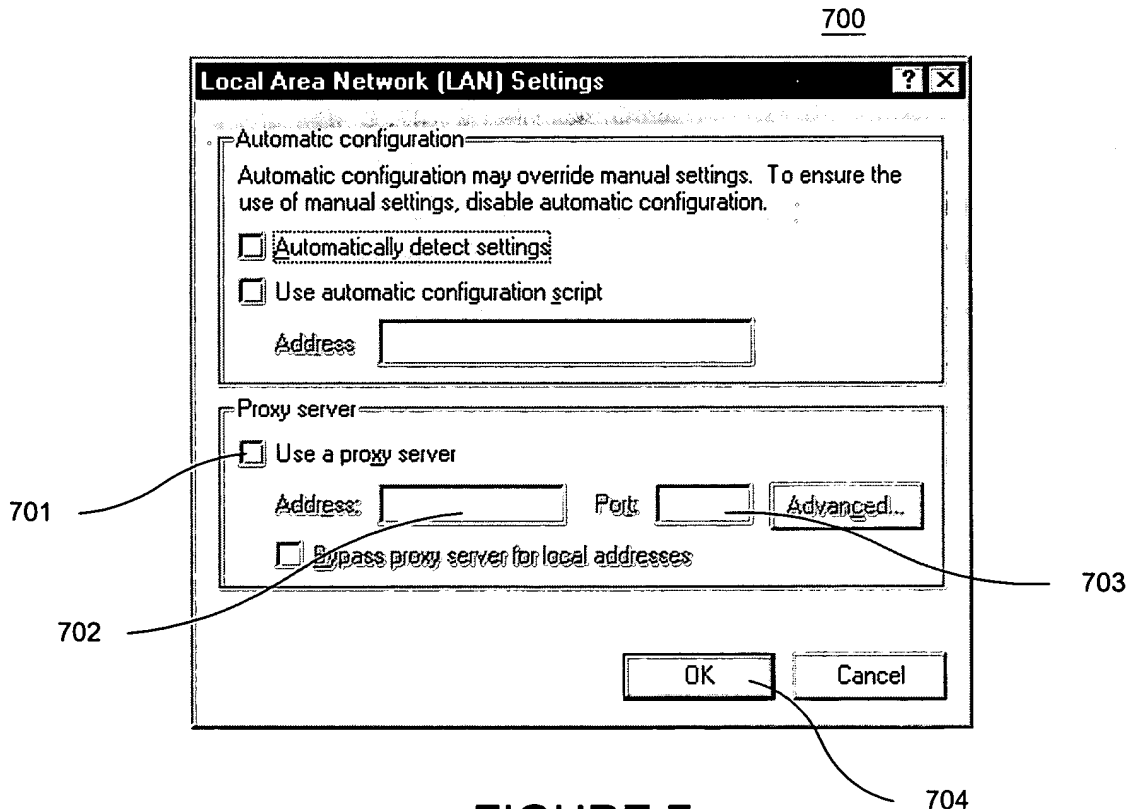 700
Local Area Network (LAN) Settings
Automatic configuration
Automatic configuration may override manual settings. To ensure the
use of manual settings, disable automatic configuration.
Automatically detect settings
Use automatic configuration script
Address
Proxy server
701 Use a proxy server
Address: Port: Advanced...
Bypass proxy server for local addresses
703
702
OK Cancel
704